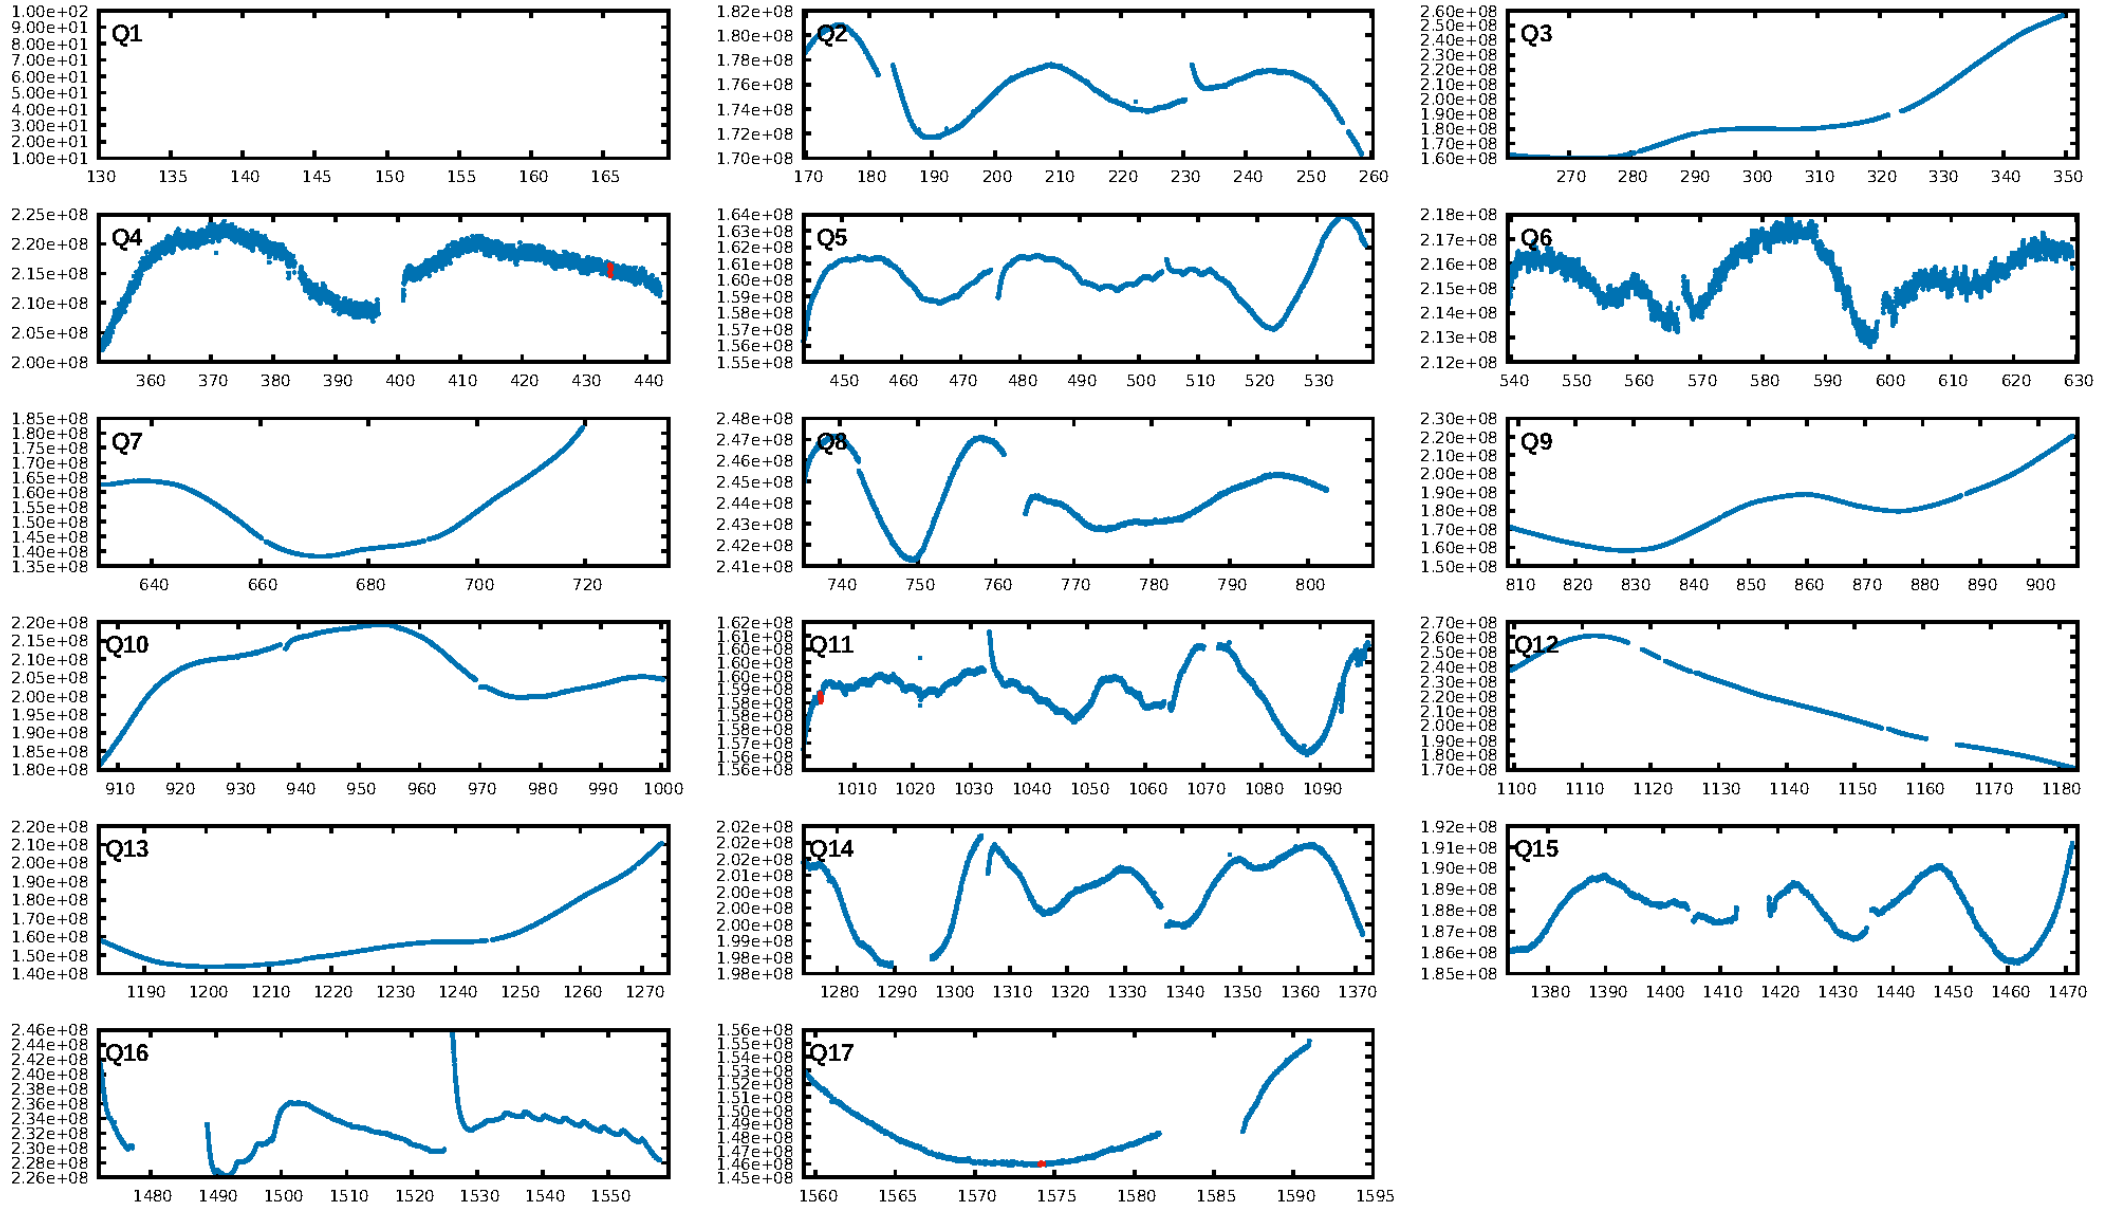 1.00e+02
9.00e+01
8.00e+01
7.00e+01
6.00e+01
5.00e+01
4.00e+01
3.00e+01
2.00e+01
1.00e+01
Q1
130 135 140 145 150 155 160 165
1.82e+08
1.80e+08
1.78e+08
1.76e+08
1.74e+08
1.72e+08
1.70e+08
Q2
170 180 190 200 210 220 230 240 250 260
2.60e+08
2.50e+08
2.40e+08
2.30e+08
2.20e+08
2.10e+08
2.00e+08
1.90e+08
1.80e+08
1.70e+08
1.60e+08
Q3
270 280 290 300 310 320 330 340 350
2.25e+08
2.20e+08
2.15e+08
2.10e+08
2.05e+08
2.00e+08
Q4
360 370 380 390 400 410 420 430 440
1.64e+08
1.62e+08
1.61e+08
1.60e+08
1.59e+08
1.58e+08
1.57e+08
1.56e+08
1.55e+08
Q5
450 460 470 480 490 500 510 520 530
2.18e+08
2.17e+08
2.16e+08
2.15e+08
2.14e+08
2.13e+08
2.12e+08
Q6
540 550 560 570 580 590 600 610 620 630
1.85e+08
1.80e+08
1.75e+08
1.70e+08
1.65e+08
1.60e+08
1.55e+08
1.50e+08
1.45e+08
1.40e+08
1.35e+08
Q7
640 660 680 700 720
2.48e+08
2.47e+08
2.46e+08
2.45e+08
2.44e+08
2.43e+08
2.42e+08
2.41e+08
Q8
740 750 760 770 780 790 800
2.30e+08
2.20e+08
2.10e+08
2.00e+08
1.90e+08
1.80e+08
1.70e+08
1.60e+08
1.50e+08
Q9
810 820 830 840 850 860 870 880 890 900
2.20e+08
2.15e+08
2.10e+08
2.05e+08
2.00e+08
1.95e+08
1.90e+08
1.85e+08
1.80e+08
Q10
910 920 930 940 950 960 970 980 990 1000
1.62e+08
1.61e+08
1.60e+08
1.60e+08
1.59e+08
1.59e+08
1.58e+08
1.58e+08
1.57e+08
1.57e+08
1.56e+08
1.56e+08
Q11
1010 1020 1030 1040 1050 1060 1070 1080 1090
2.70e+08
2.60e+08
2.50e+08
2.40e+08
2.30e+08
2.20e+08
2.10e+08
2.00e+08
1.90e+08
1.80e+08
1.70e+08
Q12
1100 1110 1120 1130 1140 1150 1160 1170 1180
2.20e+08
2.10e+08
2.00e+08
1.90e+08
1.80e+08
1.70e+08
1.60e+08
1.50e+08
1.40e+08
Q13
1190 1200 1210 1220 1230 1240 1250 1260 1270
2.02e+08
2.02e+08
2.01e+08
2.01e+08
2.00e+08
2.00e+08
1.99e+08
1.99e+08
1.98e+08
1.98e+08
Q14
1280 1290 1300 1310 1320 1330 1340 1350 1360 1370
1.92e+08
1.91e+08
1.90e+08
1.89e+08
1.88e+08
1.87e+08
1.86e+08
1.85e+08
Q15
1380 1390 1400 1410 1420 1430 1440 1450 1460 1470
2.46e+08
2.44e+08
2.42e+08
2.40e+08
2.38e+08
2.36e+08
2.34e+08
2.32e+08
2.30e+08
2.28e+08
2.26e+08
Q16
1480 1490 1500 1510 1520 1530 1540 1550
1.56e+08
1.55e+08
1.54e+08
1.53e+08
1.52e+08
1.51e+08
1.50e+08
1.49e+08
1.48e+08
1.47e+08
1.46e+08
1.45e+08
Q17
1560 1565 1570 1575 1580 1585 1590 1595